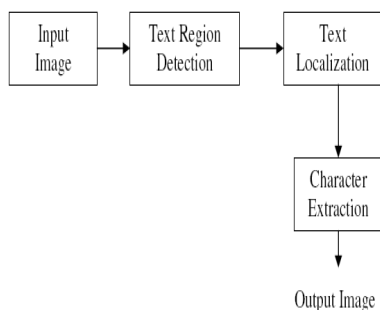 Input
Image
Text Region
Detection
Text
Localization
Character
Extraction
Output Image